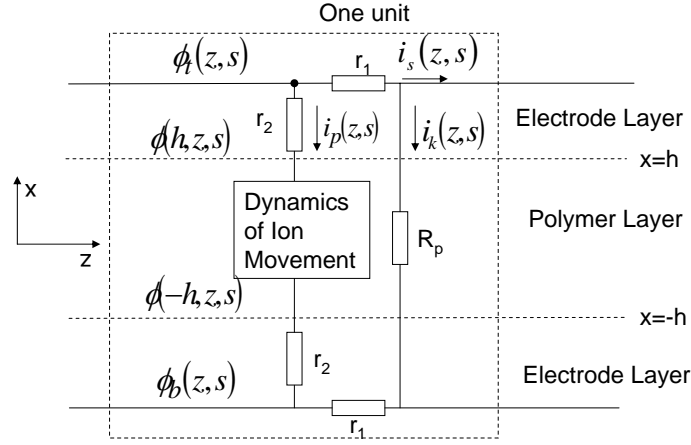 One unit
ϕt(z,s)
r1
is(z,s)
r2
ip(z,s)
ik(z,s)
Electrode Layer
ϕ(h,z,s)
x=h
x
z
Dynamics
of Ion
Movement
Rp
Polymer Layer
ϕ(−h,z,s)
x=-h
r2
ϕb(z,s)
Electrode Layer
r1